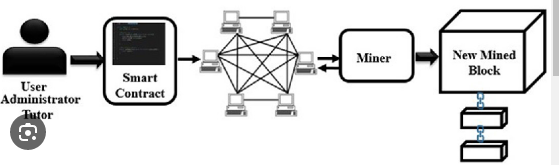 User
Administrator
Tutor
Smart
Contract
Miner
New Mined
Block